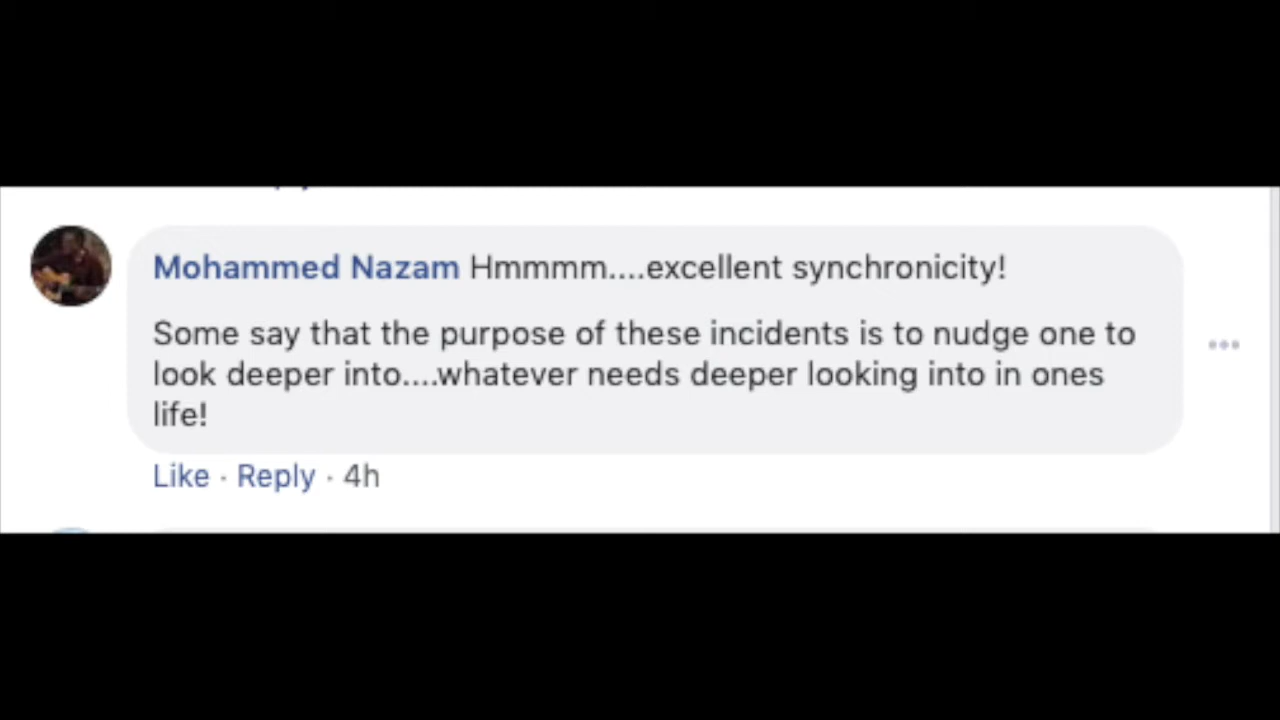 Mohammed Nazam Hmmmm....excellent synchronicity!
Some say that the purpose of these incidents is to nudge one to
look deeper into....whatever needs deeper looking into in ones
life!
Like · Reply · 4h